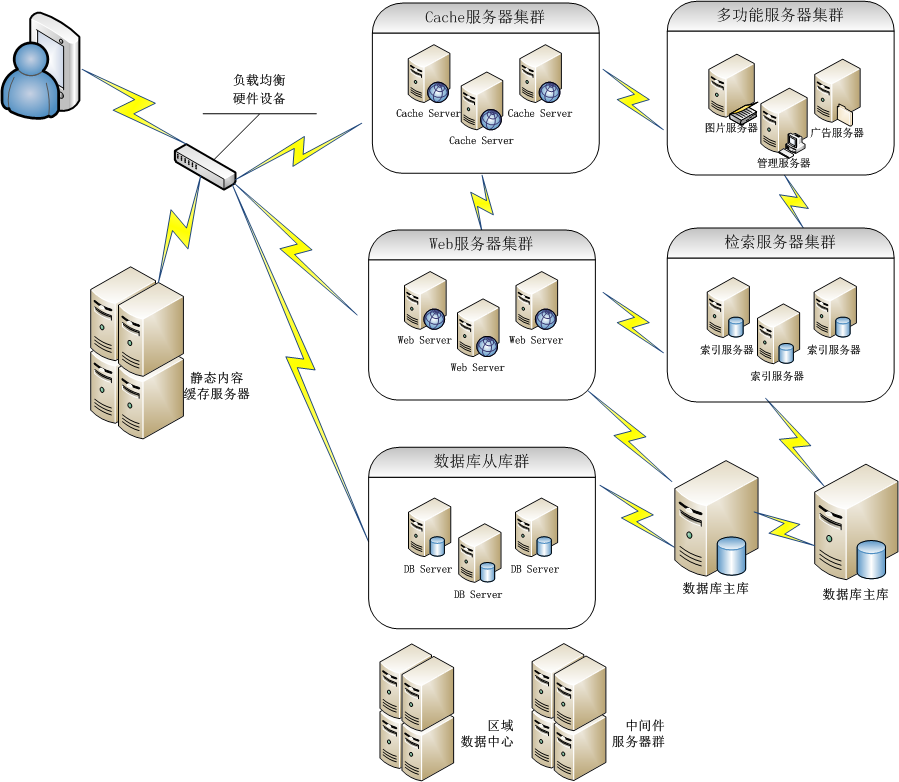 Cache服务器集群
多功能服务器集群
负载均衡
硬件设备
Cache Server
Cache Server
Cache Server
图片服务器
广告服务器
管理服务器
Web服务器集群
检索服务器集群
Web Server
Web Server
Web Server
索引服务器
索引服务器
索引服务器
静态内容
缓存服务器
数据库从库群
DB Server
DB Server
DB Server
数据库主库
数据库主库
区域
数据中心
中间件
服务器群